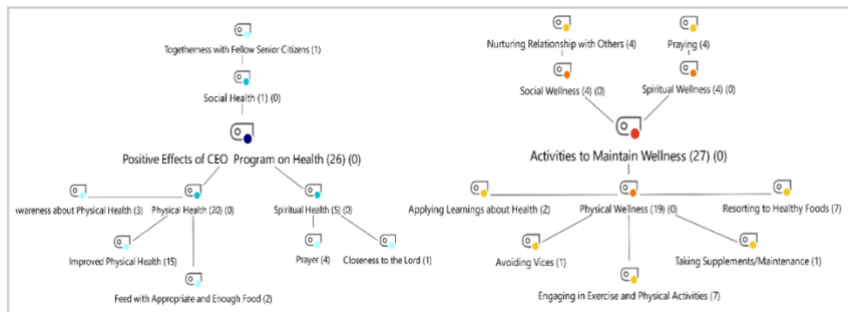 Togetherness with Fellow Senior Citizens (1)
Social Health (1) (0)
Positive Effects of CEO Program on Health (26) (0)
wareness about Physical Health (3)
Physical Health (20) (0)
Spiritual Health (5) (0)
Improved Physical Health (15)
Prayer (4)
Closeness to the Lord (1)
Feed with Appropriate and Enough Food (2)
Nurturing Relationship with Others (4)
Praying (4)
Social Wellness (4) (0)
Spiritual Wellness (4) (0)
Activities to Maintain Wellness (27) (0)
Applying Learnings about Health (2)
Physical Wellness (19) (0)
Resorting to Healthy Foods (7)
Avoiding Vices (1)
Taking Supplements/Maintenance (1)
Engaging in Exercise and Physical Activities (7)